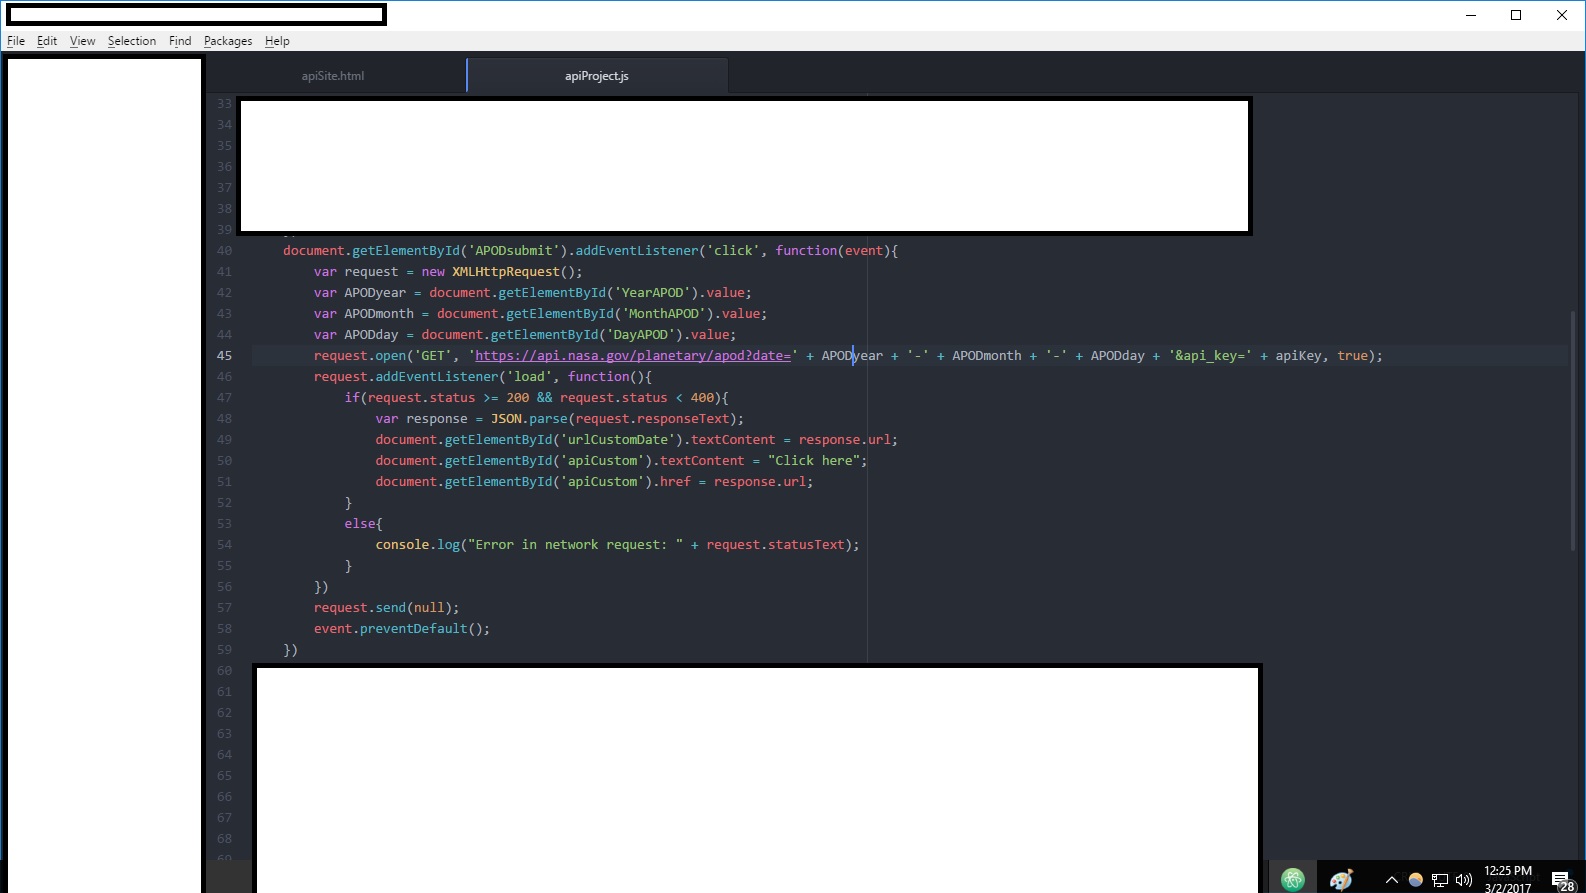 File Edit View Selection Find Packages Help
apiSite.html apiProject.js
33
34
35
36
37
38
39
40 document.getElementById('APODsubmit').addEventListener('click', function(event){
41 var request = new XMLHttpRequest();
42 var APODyear = document.getElementById('YearAPOD').value;
43 var APODmonth = document.getElementById('MonthAPOD').value;
44 var APODday = document.getElementById('DayAPOD').value;
45 request.open('GET', 'https://api.nasa.gov/planetary/apod?date=' + APODyear + '-' + APODmonth + '-' + APODday + '&api_key=' + apiKey, true);
46 request.addEventListener('load', function(){
47 if(request.status >= 200 && request.status < 400){
48 var response = JSON.parse(request.responseText);
49 document.getElementById('urlCustomDate').textContent = response.url;
50 document.getElementById('apiCustom').textContent = "Click here";
51 document.getElementById('apiCustom').href = response.url;
52 }
53 else{
54 console.log("Error in network request: " + request.statusText);
55 }
56 })
57 request.send(null);
58 event.preventDefault();
59 })
60
61
62
63
64
65
66
67
68
69
12:25 PM
3/2/2017
28